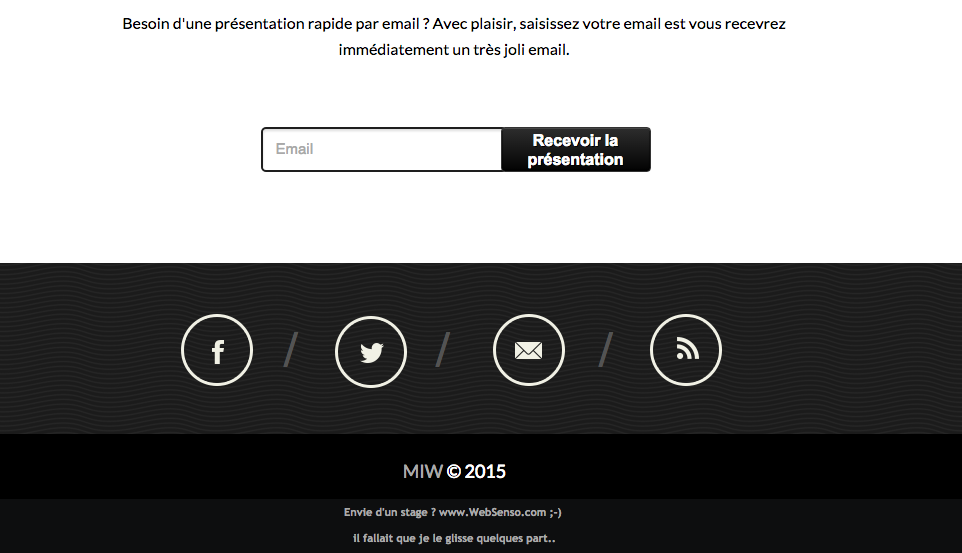 Besoin d'une présentation rapide par email ? Avec plaisir, saisissez votre email est vous recevrez
immédiatement un très joli email.
Email
Recevoir la
présentation
/ / /
MIW © 2015
Envie d'un stage ? www.WebSenso.com ;-)
il fallait que je le glisse quelques part..